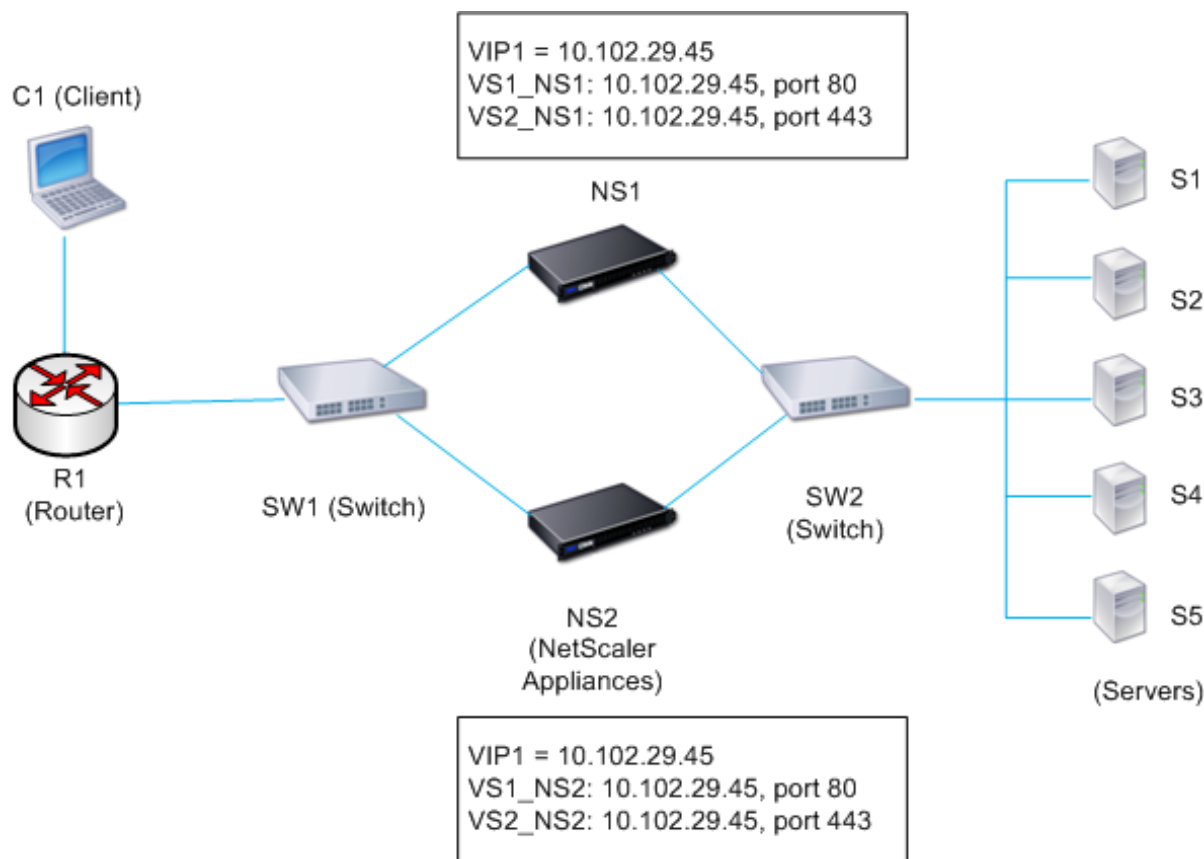 VIP1 = 10.102.29.45
VS1_NS1: 10.102.29.45, port 80
VS2_NS1: 10.102.29.45, port 443
C1 (Client)
NS1
S1
S2
S3
S4
S5
(Servers)
R1
(Router)
SW1 (Switch)
SW2
(Switch)
NS2
(NetScaler
Appliances)
VIP1 = 10.102.29.45
VS1_NS2: 10.102.29.45, port 80
VS2_NS2: 10.102.29.45, port 443